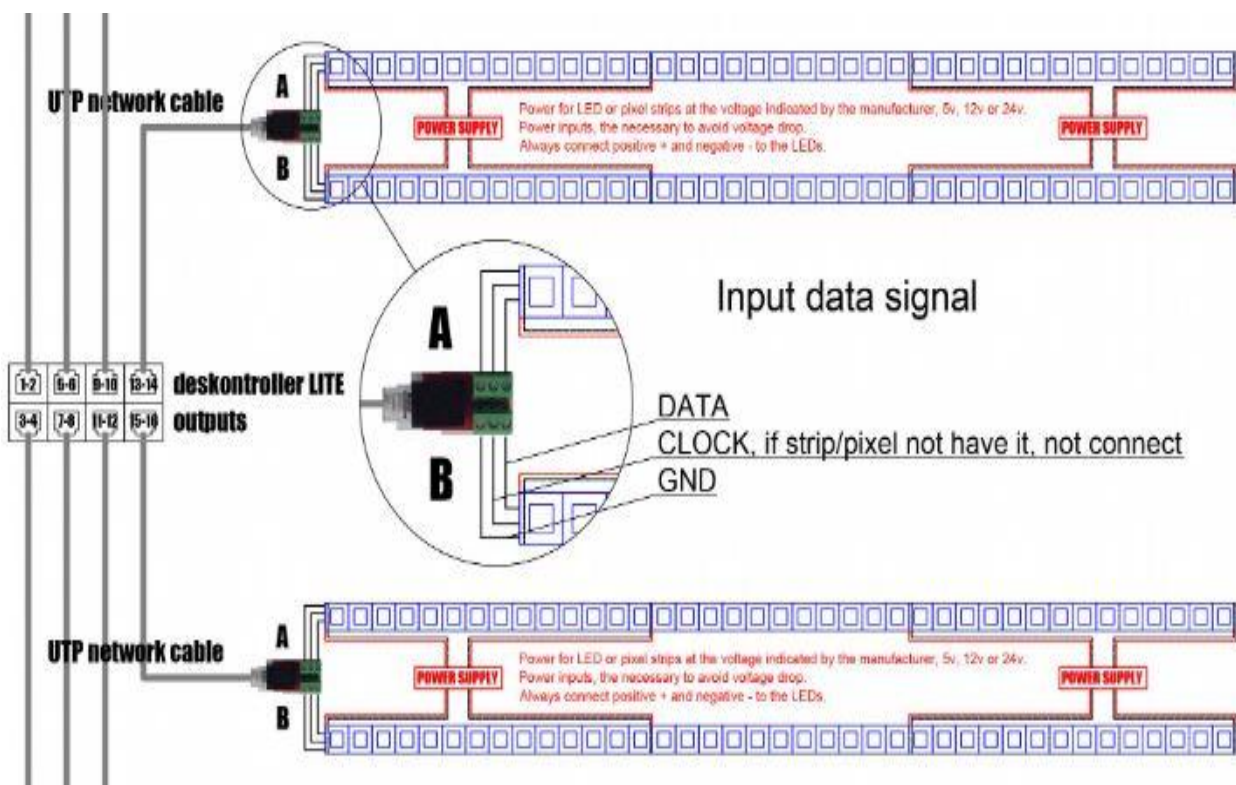 UTP network cable
A
B
POWER SUPPLY
Power for LED or pixel strips at the voltage indicated by the manufacturer, 5v, 12v or 24v.
Power inputs, the necessary to avoid voltage drop.
Always connect positive + and negative - to the LEDs.
POWER SUPPLY
Input data signal
A
B
DATA
CLOCK, if strip/pixel not have it, not connect
GND
1-2 5-6 9-10 13-14 deskontroller LITE
3-4 7-8 11-12 15-16 outputs
UTP network cable
A
B
POWER SUPPLY
Power for LED or pixel strips at the voltage indicated by the manufacturer, 5v, 12v or 24v.
Power inputs, the necessary to avoid voltage drop.
Always connect positive + and negative - to the LEDs.
POWER SUPPLY